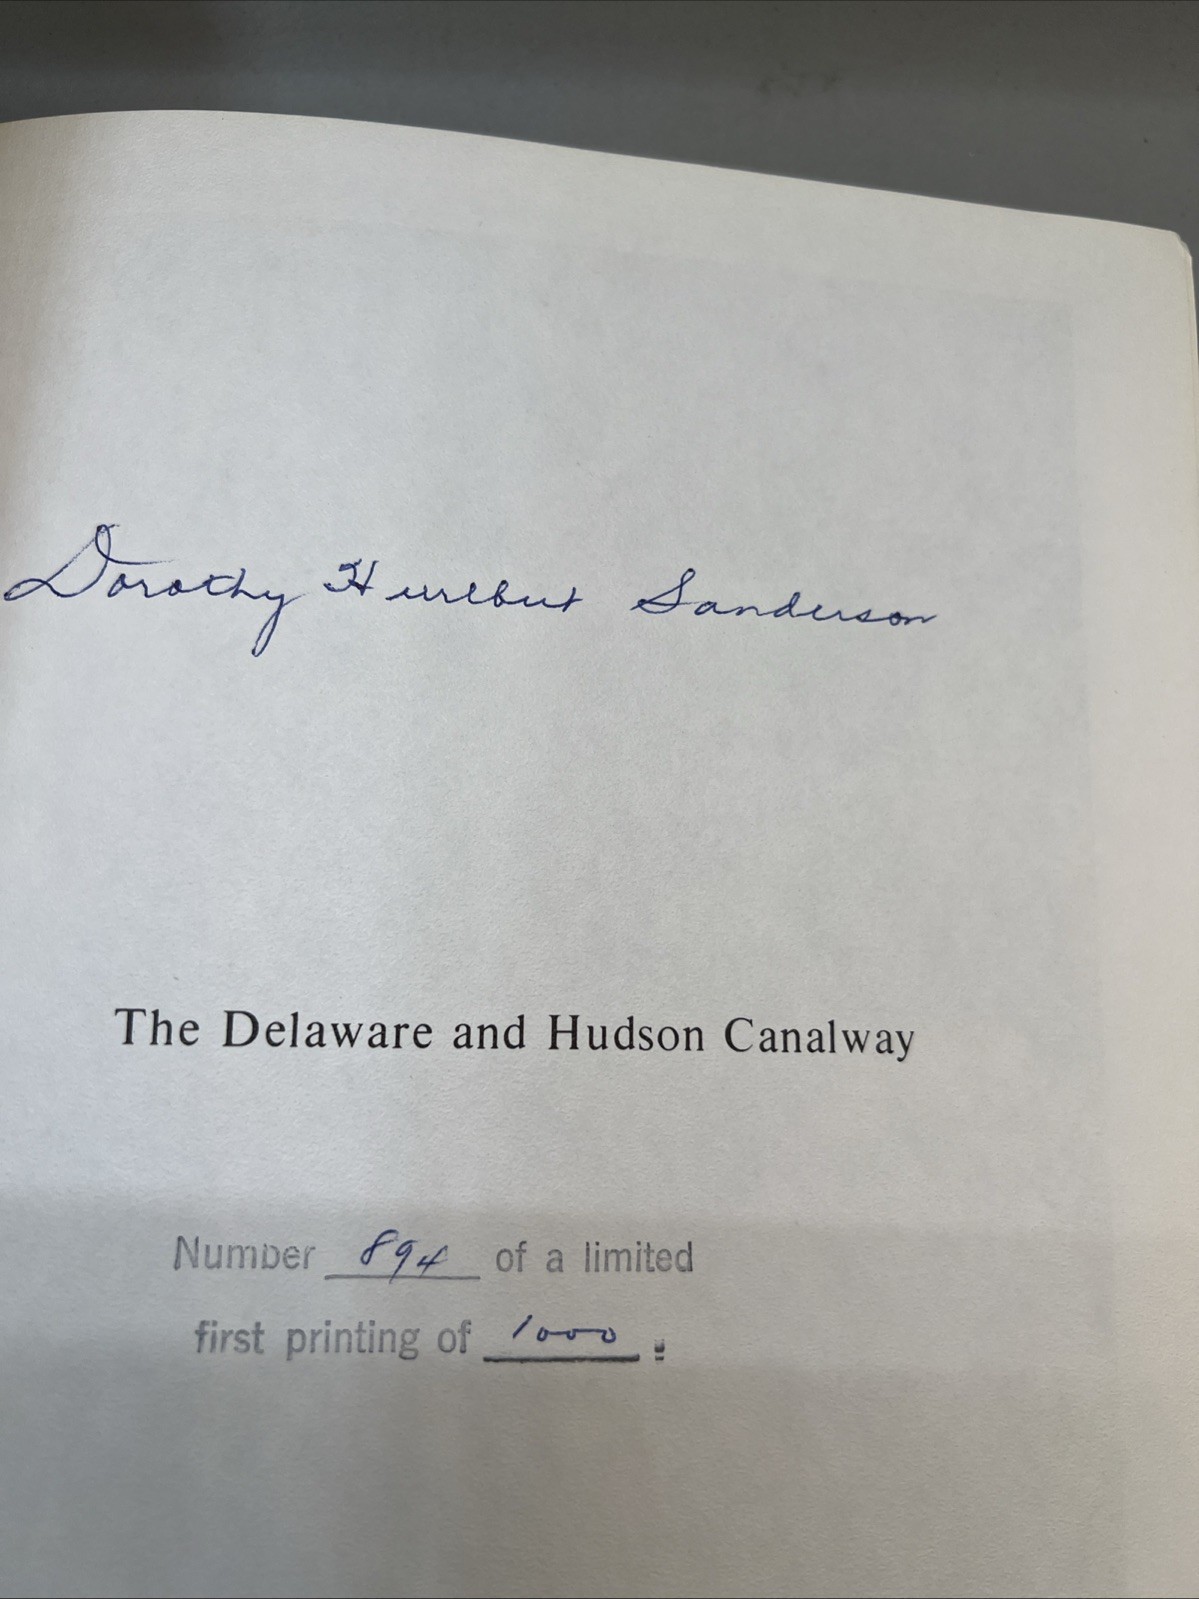 Dorothy Hurlbut Sanderson
The Delaware and Hudson Canalway
Number 894 of a limited
first printing of 1000.